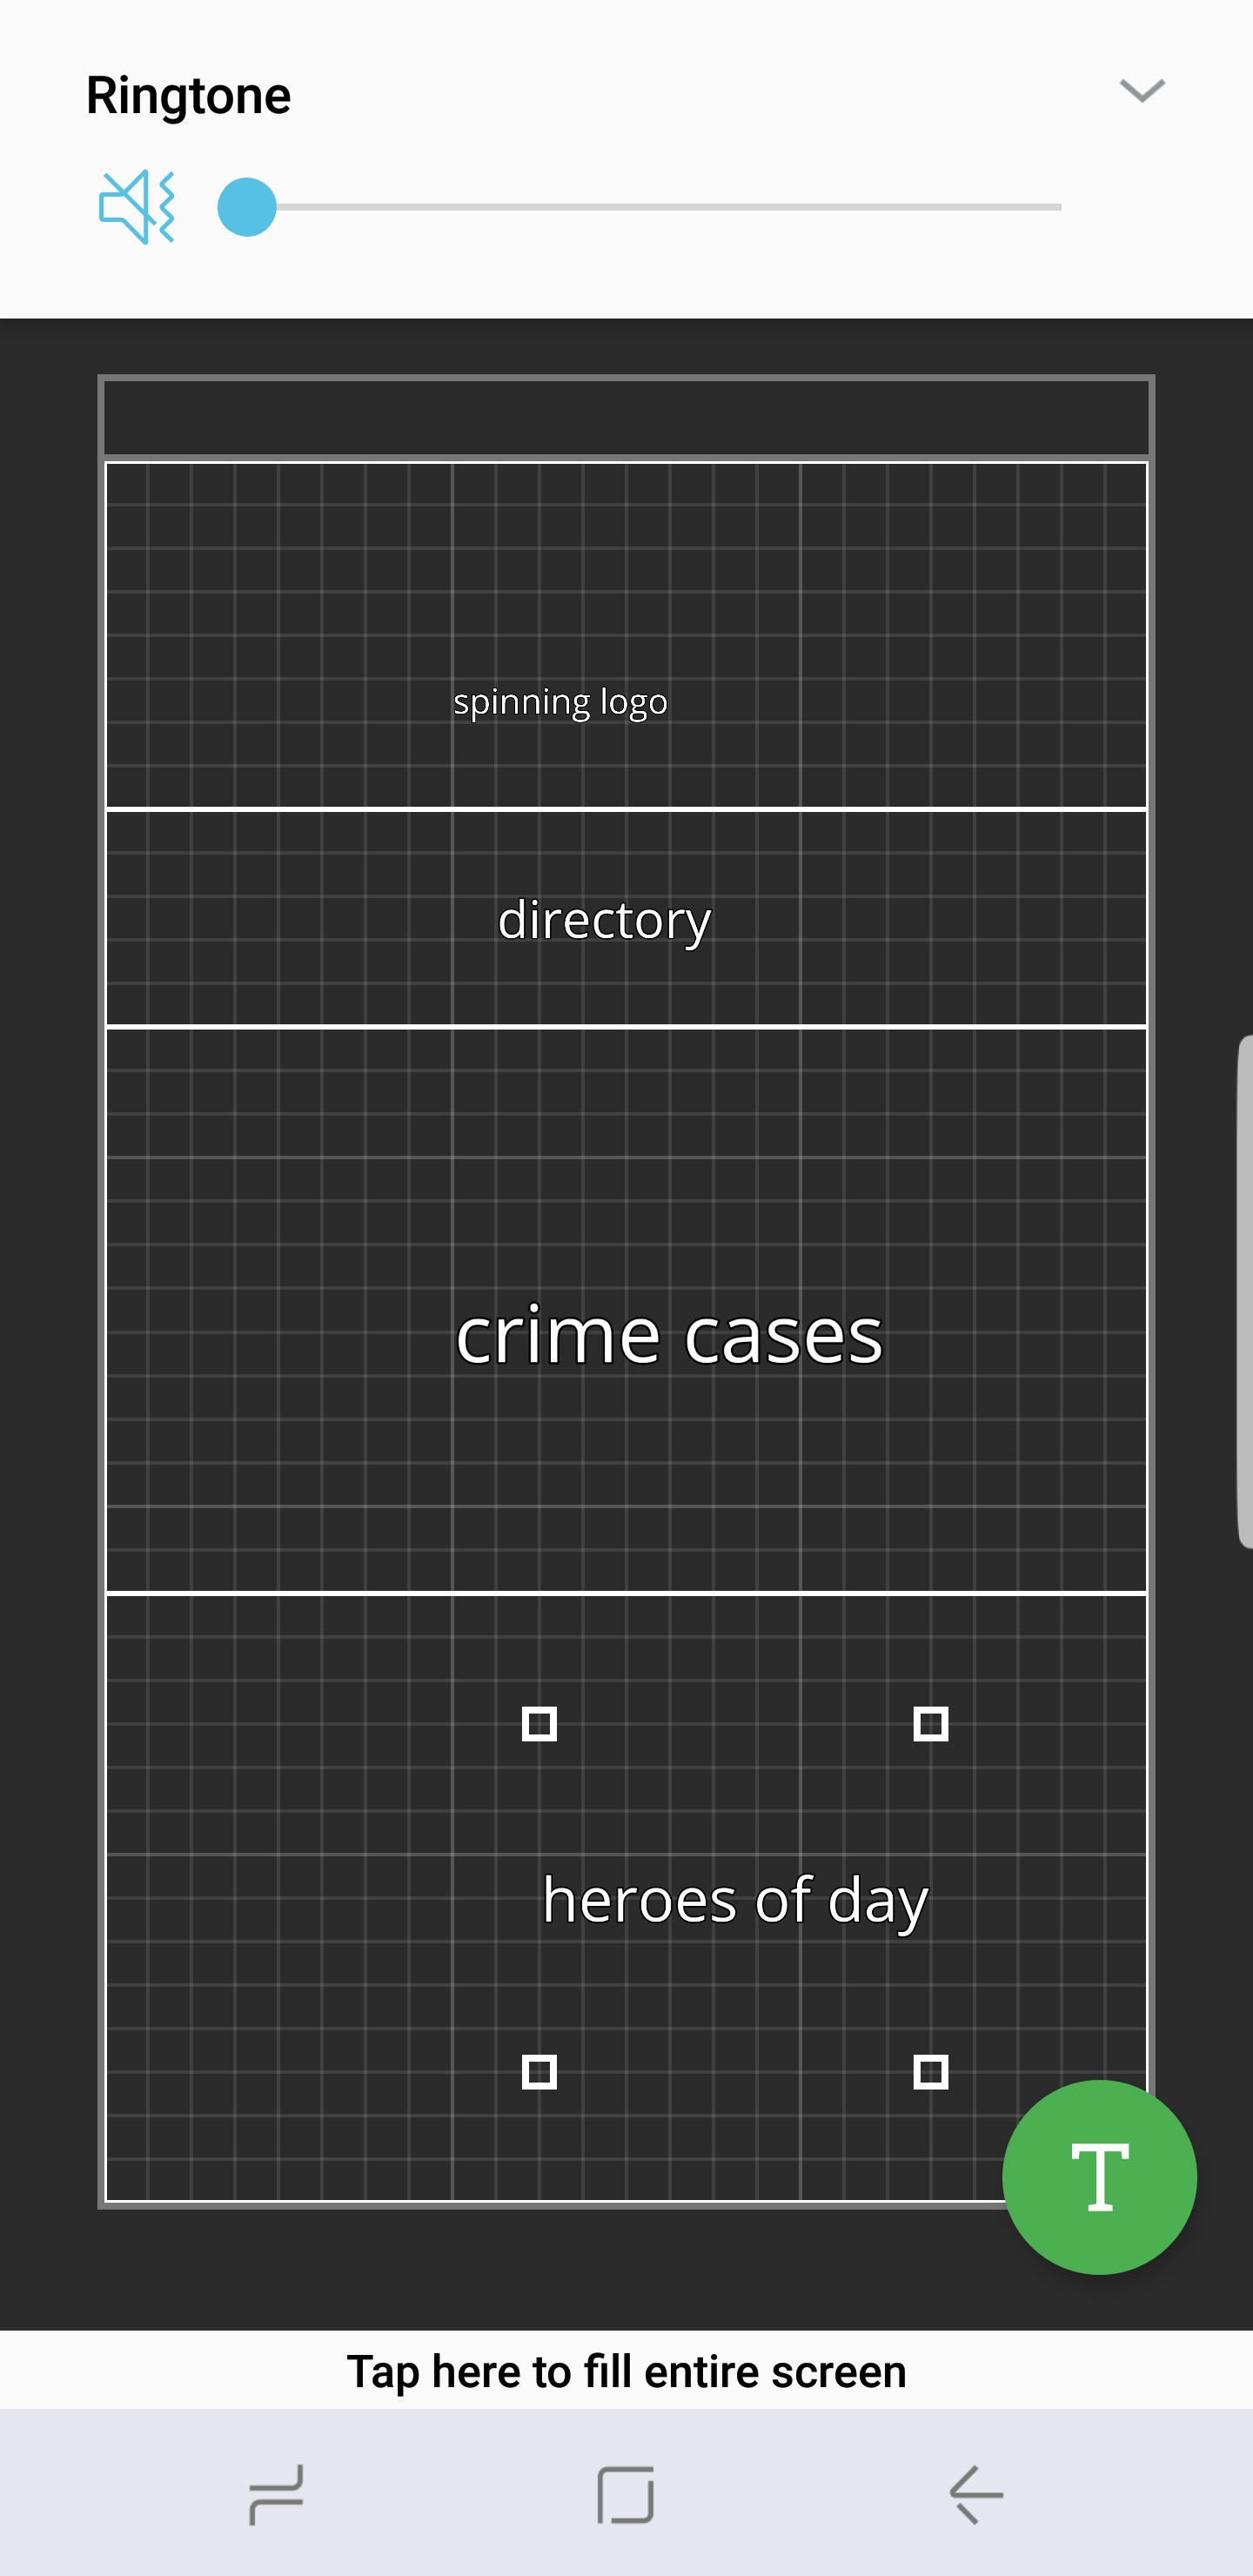 Ringtone
spinning logo
directory
crime cases
heroes of day
T
Tap here to fill entire screen